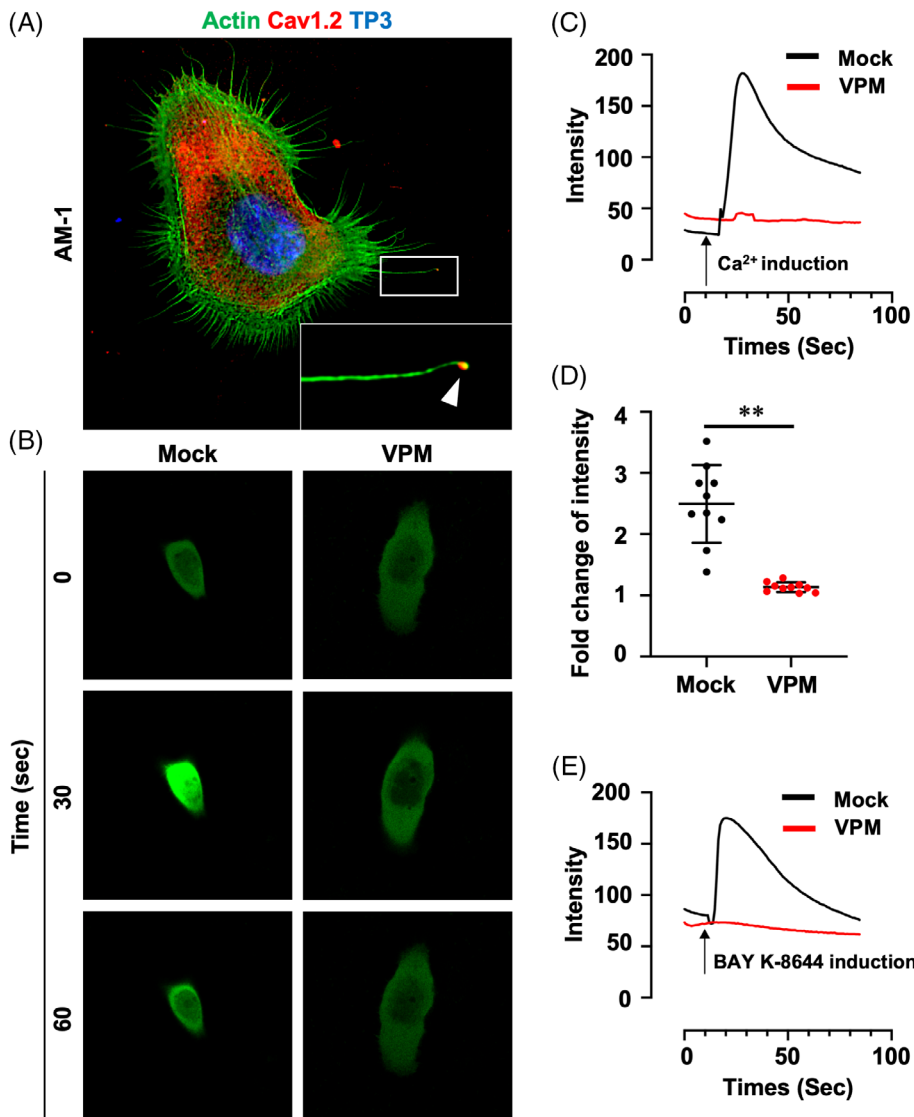 (A)
Actin Cav1.2 TP3
AM-1
(B)
Mock VPM
Time (sec)
0
30
60
(C)
Mock
VPM
Intensity
200
150
100
50
0
Ca²⁺ induction
0 50 100
Times (Sec)
(D)
Fold change of intensity
4
3
2
1
0
**
Mock VPM
(E)
Mock
VPM
Intensity
200
150
100
50
0
BAY K-8644 induction
0 50 100
Times (Sec)